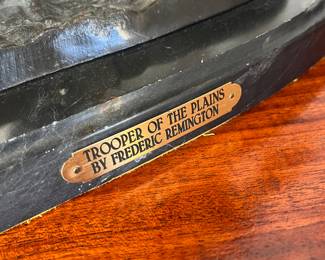 TROOPER OF THE PLAINS
BY FREDERIC REMINGTON